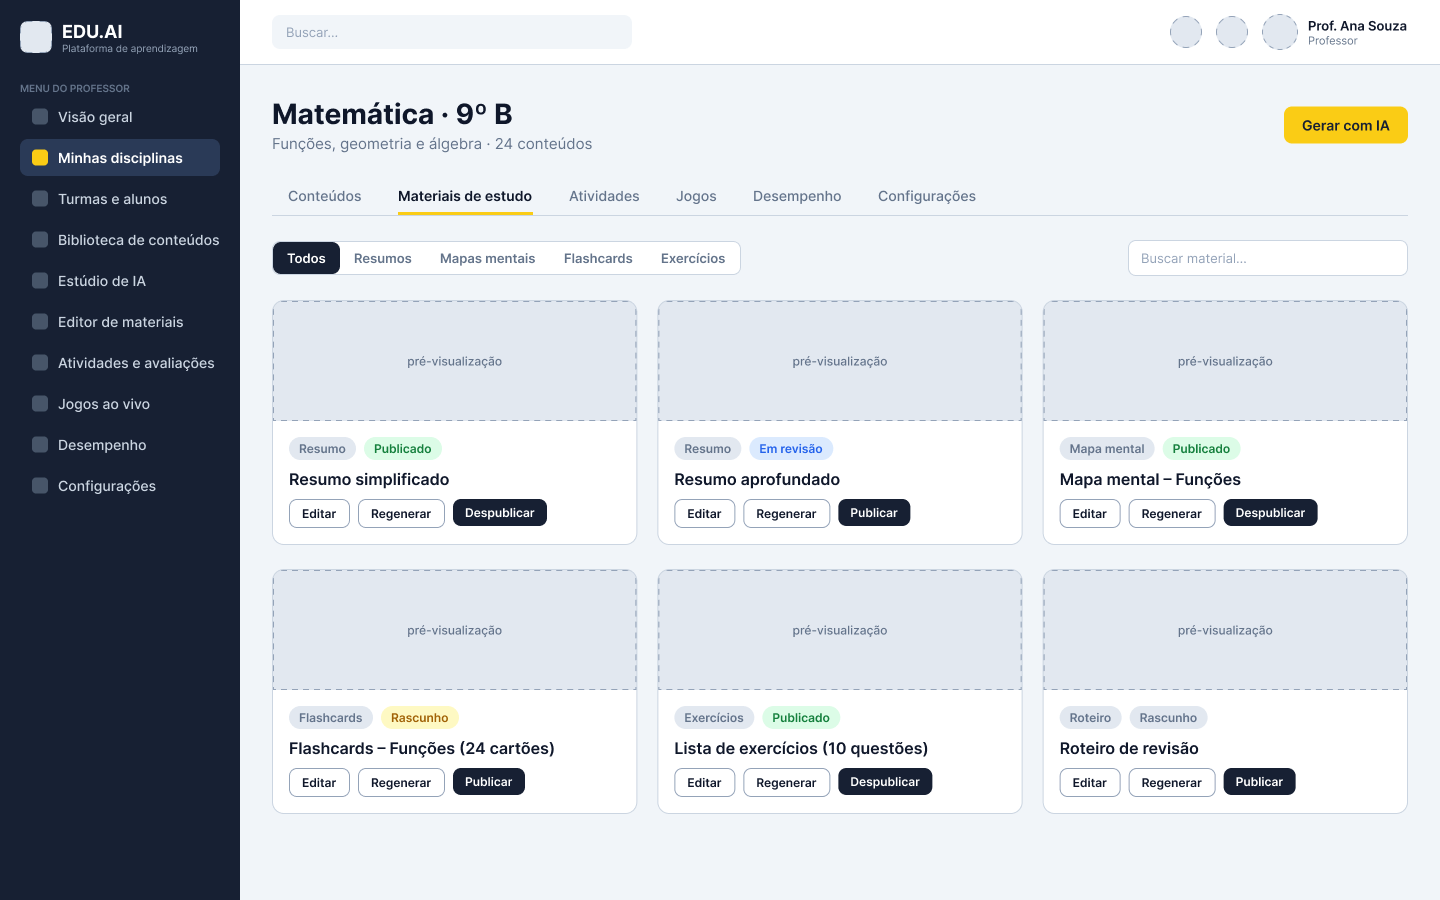 EDU.AI
Plataforma de aprendizagem
MENU DO PROFESSOR
Visão geral
Minhas disciplinas
Turmas e alunos
Biblioteca de conteúdos
Estúdio de IA
Editor de materiais
Atividades e avaliações
Jogos ao vivo
Desempenho
Configurações
Buscar...
Prof. Ana Souza
Professor
Matemática · 9º B
Funções, geometria e álgebra · 24 conteúdos
Gerar com IA
Conteúdos Materiais de estudo Atividades Jogos Desempenho Configurações
Todos Resumos Mapas mentais Flashcards Exercícios
Buscar material...
pré-visualização
Resumo Publicado
Resumo simplificado
Editar Regenerar Despublicar
pré-visualização
Resumo Em revisão
Resumo aprofundado
Editar Regenerar Publicar
pré-visualização
Mapa mental Publicado
Mapa mental – Funções
Editar Regenerar Despublicar
pré-visualização
Flashcards Rascunho
Flashcards – Funções (24 cartões)
Editar Regenerar Publicar
pré-visualização
Exercícios Publicado
Lista de exercícios (10 questões)
Editar Regenerar Despublicar
pré-visualização
Roteiro Rascunho
Roteiro de revisão
Editar Regenerar Publicar